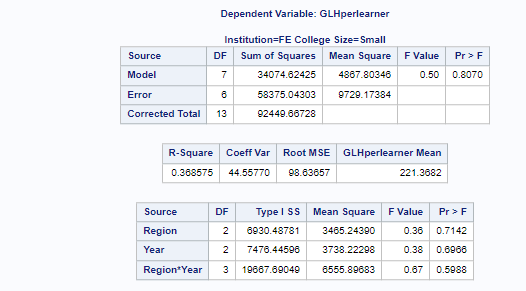 Dependent Variable: GLHperlearner
Institution=FE College Size=Small
Source DF Sum of Squares Mean Square F Value Pr > F
Model 7 34074.62425 4867.80346 0.50 0.8070
Error 6 58375.04303 9729.17384
Corrected Total 13 92449.66728
R-Square Coeff Var Root MSE GLHperlearner Mean
0.368575 44.55770 98.63657 221.3682
Source DF Type I SS Mean Square F Value Pr > F
Region 2 6930.48781 3465.24390 0.36 0.7142
Year 2 7476.44596 3738.22298 0.38 0.6966
Region*Year 3 19667.69049 6555.89683 0.67 0.5988